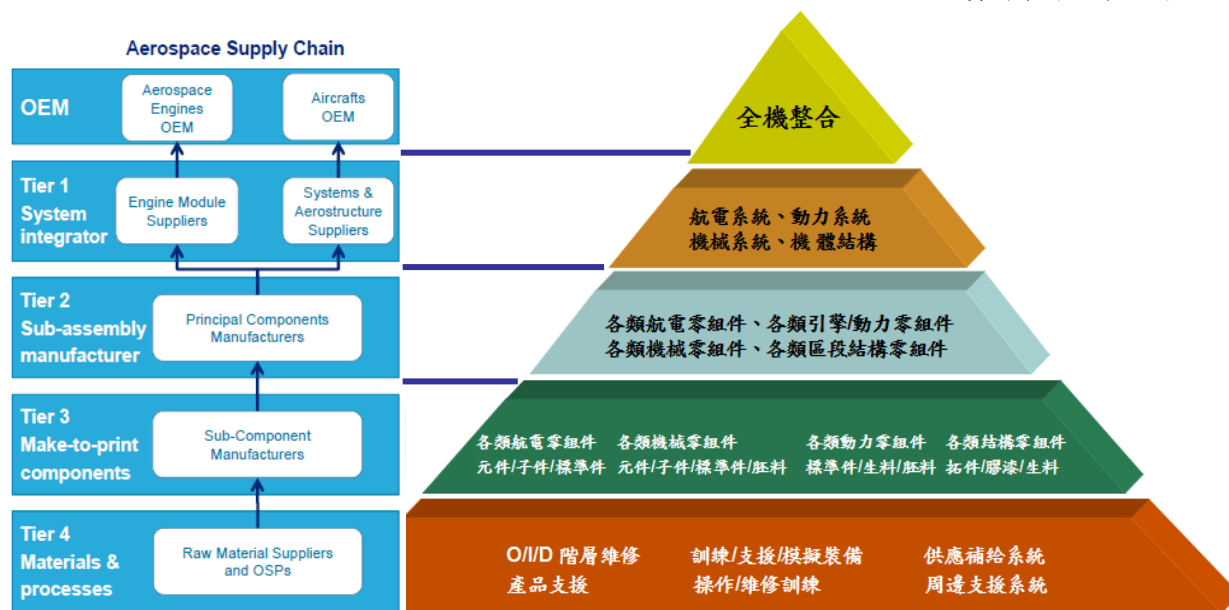 Aerospace Supply Chain
OEM
Aerospace
Engines
OEM
Aircrafts
OEM
Tier 1
System
integrator
Engine Module
Suppliers
Systems &
Aerostructure
Suppliers
Tier 2
Sub-assembly
manufacturer
Principal Components
Manufacturers
Tier 3
Make-to-print
components
Sub-Component
Manufacturers
Tier 4
Materials &
processes
Raw Material Suppliers
and OSPs
全機整合
航電系統、動力系統
機械系統、機 體結構
各類航電零組件、各類引擎/動力零組件
各類機械零組件、各類區段結構零組件
各類航電零組件
元件/子件/標準件
各類機械零組件
元件/子件/標準件/胚料
各類動力零組件
標準件/生料/胚料
各類結構零組件
拓件/膠漆/生料
O/I/D 階層維修
產品支援
訓練/支援/模擬裝備
操作/維修訓練
供應補給系統
周邊支援系統